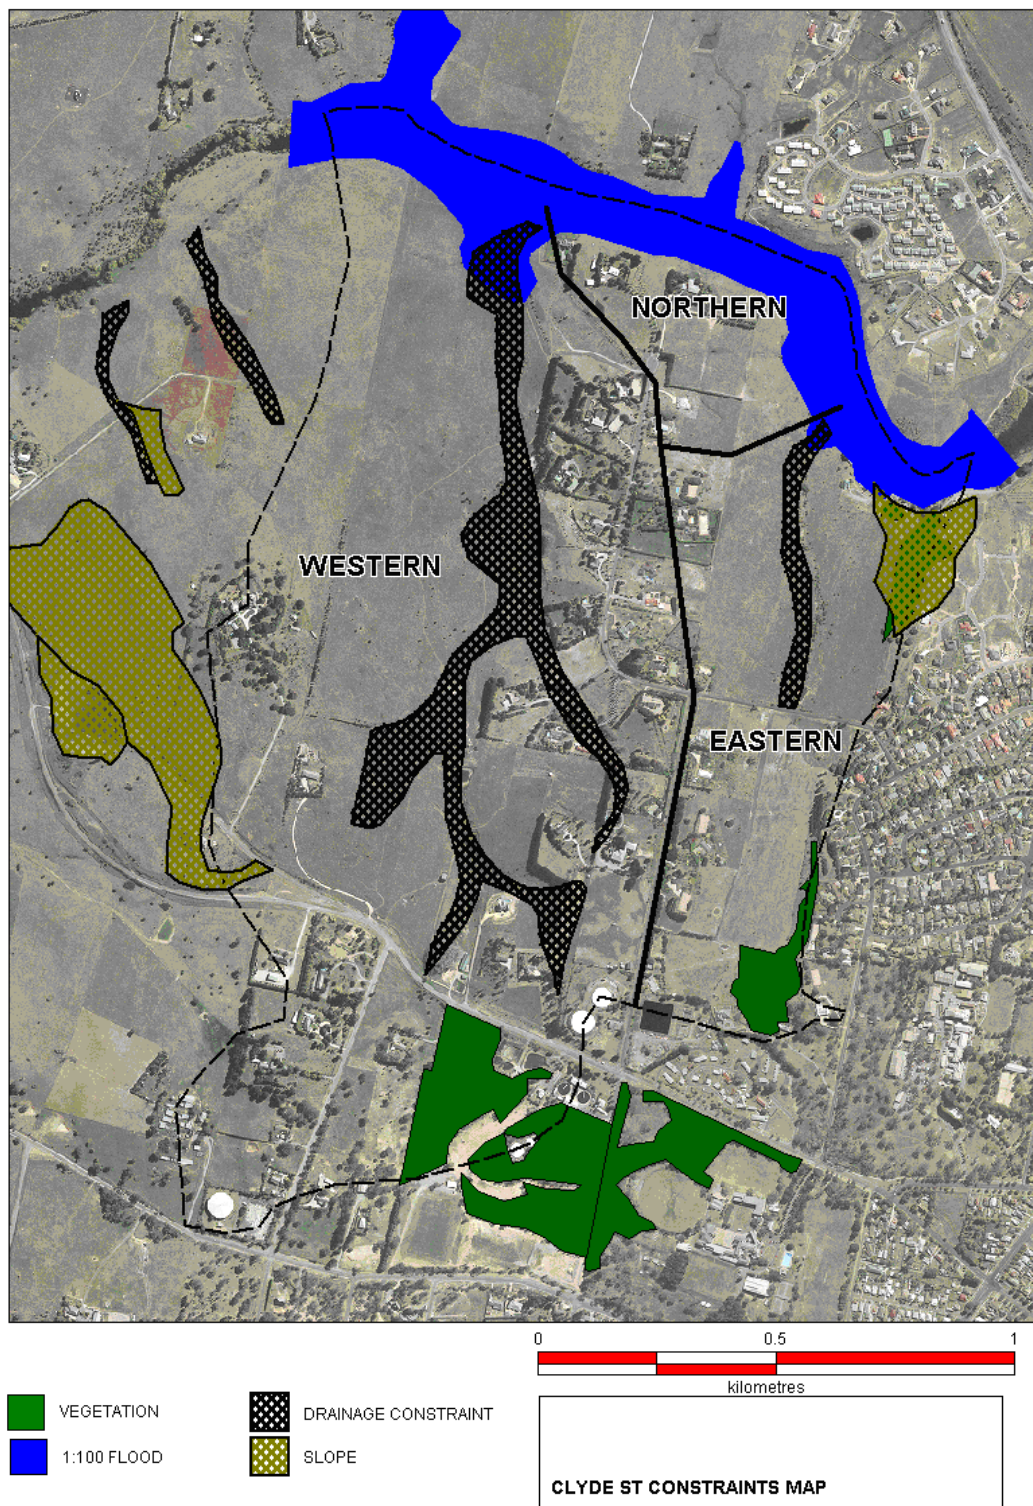 NORTHERN
WESTERN
EASTERN
0 0.5 1
kilometres
VEGETATION
DRAINAGE CONSTRAINT
1:100 FLOOD
SLOPE
CLYDE ST CONSTRAINTS MAP